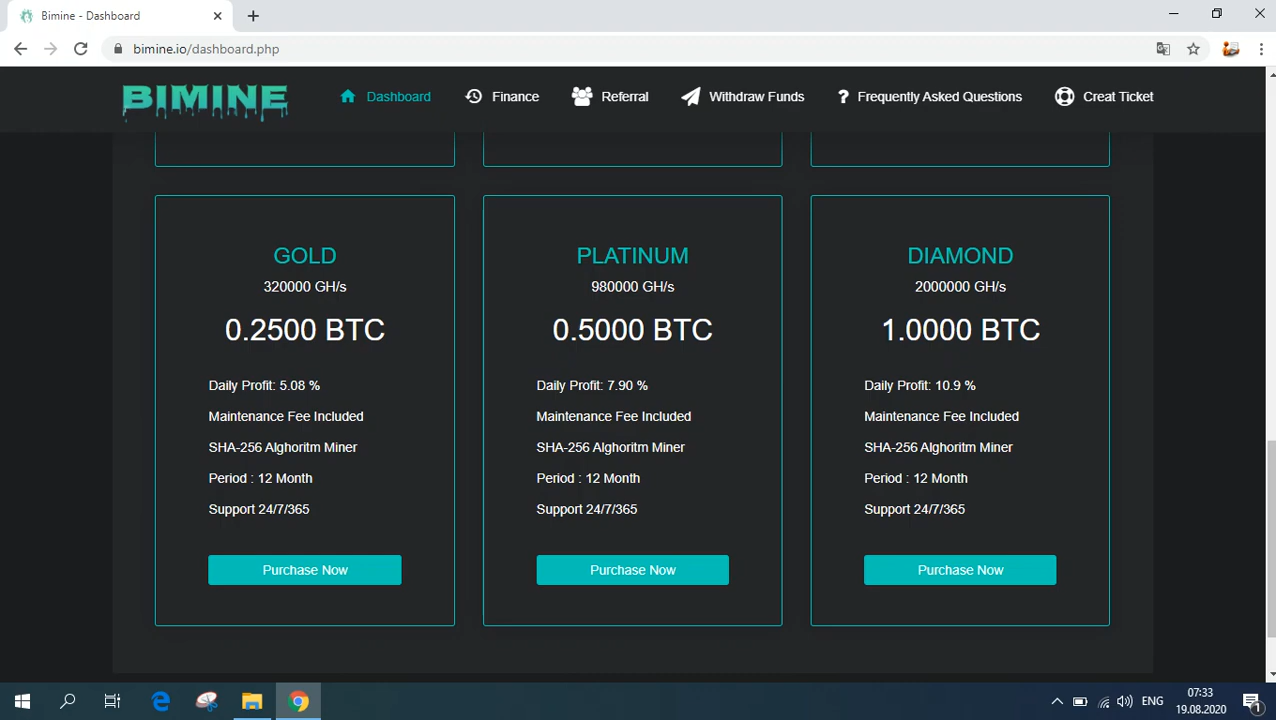 Bimine - Dashboard
bimine.io/dashboard.php
BIMINE
Dashboard
Finance
Referral
Withdraw Funds
Frequently Asked Questions
Creat Ticket
GOLD
320000 GH/s
0.2500 BTC
Daily Profit: 5.08 %
Maintenance Fee Included
SHA-256 Alghoritm Miner
Period : 12 Month
Support 24/7/365
Purchase Now
PLATINUM
980000 GH/s
0.5000 BTC
Daily Profit: 7.90 %
Maintenance Fee Included
SHA-256 Alghoritm Miner
Period : 12 Month
Support 24/7/365
Purchase Now
DIAMOND
2000000 GH/s
1.0000 BTC
Daily Profit: 10.9 %
Maintenance Fee Included
SHA-256 Alghoritm Miner
Period : 12 Month
Support 24/7/365
Purchase Now
ENG
07:33
19.08.2020
1